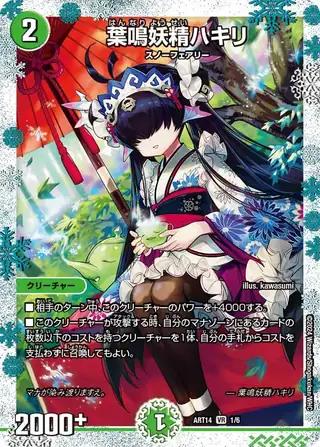 はんなりようせい
2 葉鳴妖精ハキリ
スノーフェアリー
illus. kawasumi
クリーチャー
■相手のターン中、このクリーチャーのパワーを+4000する。
■このクリーチャーが攻撃する時、自分のマナゾーンにあるカードの
枚数以下のコストを持つクリーチャーを1体、自分の手札からコストを
支払わずに召喚してもよい。
マナが染み渡りますえ。
— 葉鳴妖精ハキリ
2000+
1
ART14 VR 1/6